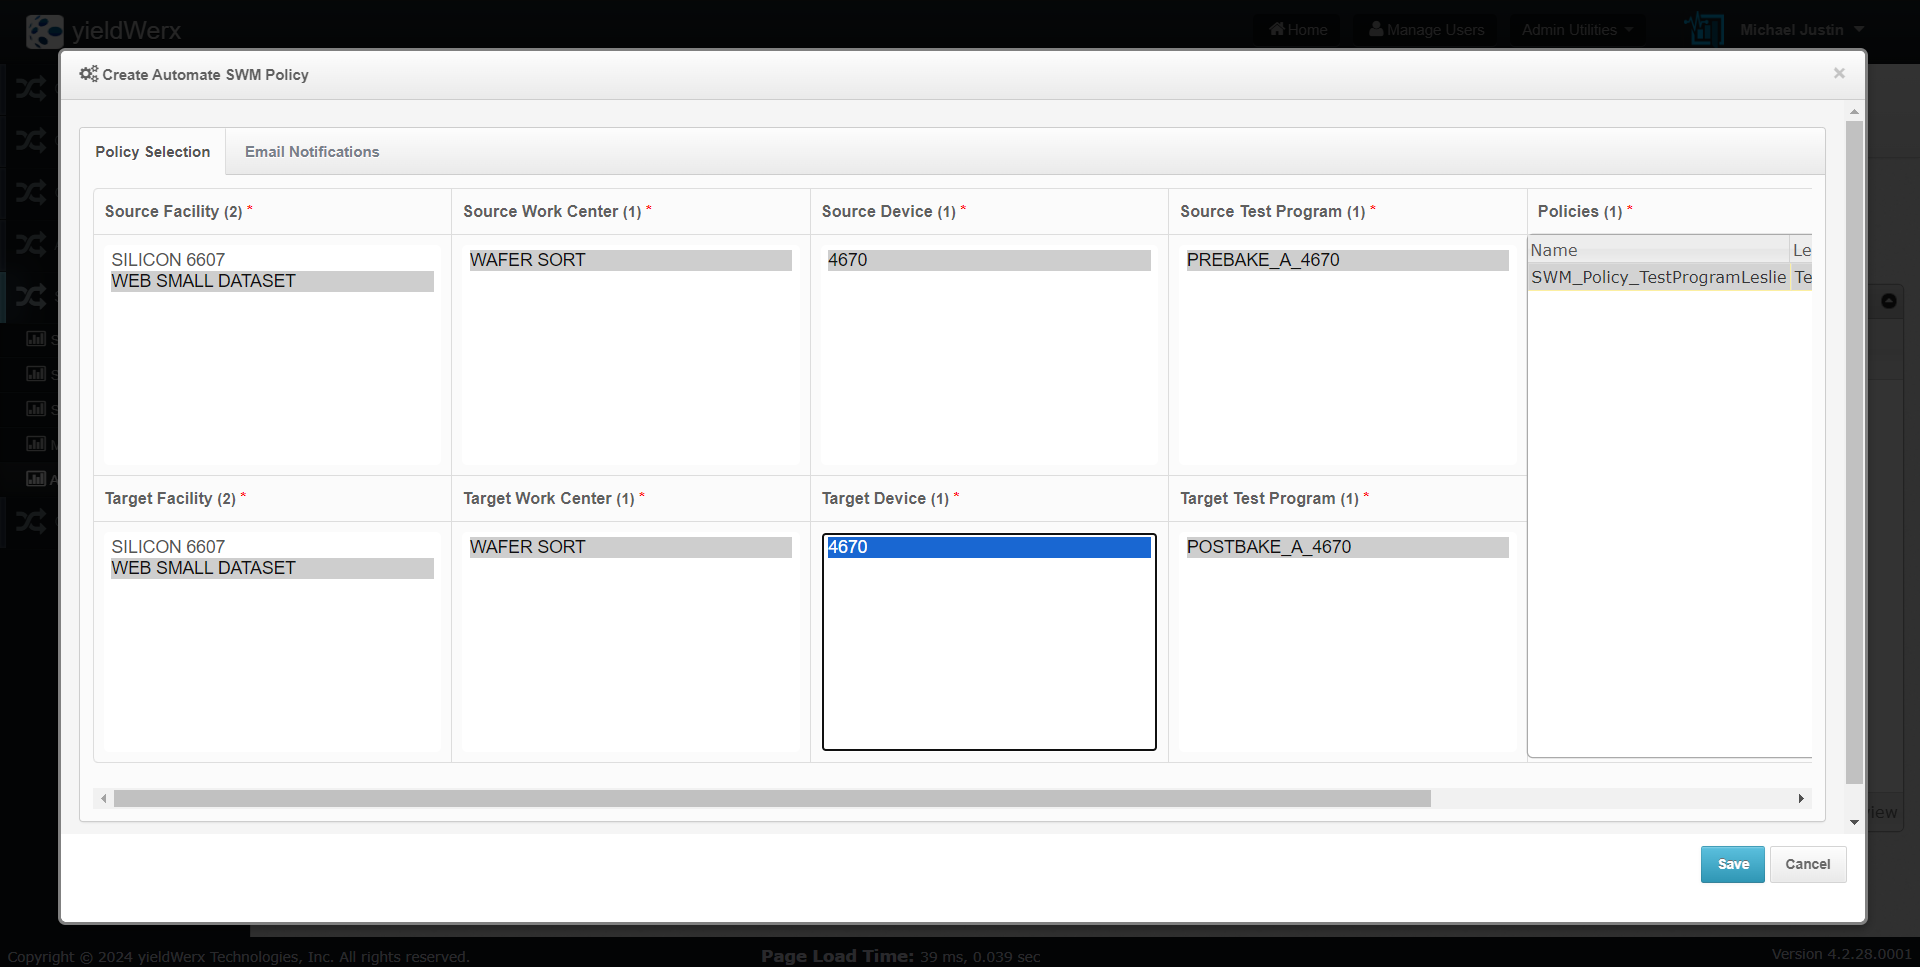 yieldWerx
Home
Manage Users
Admin Utilities
Michael Justin
Create Automate SWM Policy
×
Policy Selection
Email Notifications
Source Facility (2) *
Source Work Center (1) *
Source Device (1) *
Source Test Program (1) *
Policies (1) *
SILICON 6607
WEB SMALL DATASET
WAFER SORT
4670
PREBAKE_A_4670
Name
Le
SWM_Policy_TestProgramLeslie
Te
Target Facility (2) *
Target Work Center (1) *
Target Device (1) *
Target Test Program (1) *
SILICON 6607
WEB SMALL DATASET
WAFER SORT
4670
POSTBAKE_A_4670
iew
Save
Cancel
Copyright © 2024 yieldWerx Technologies, Inc. All rights reserved.
Page Load Time: 39 ms, 0.039 sec
Version 4.2.28.0001